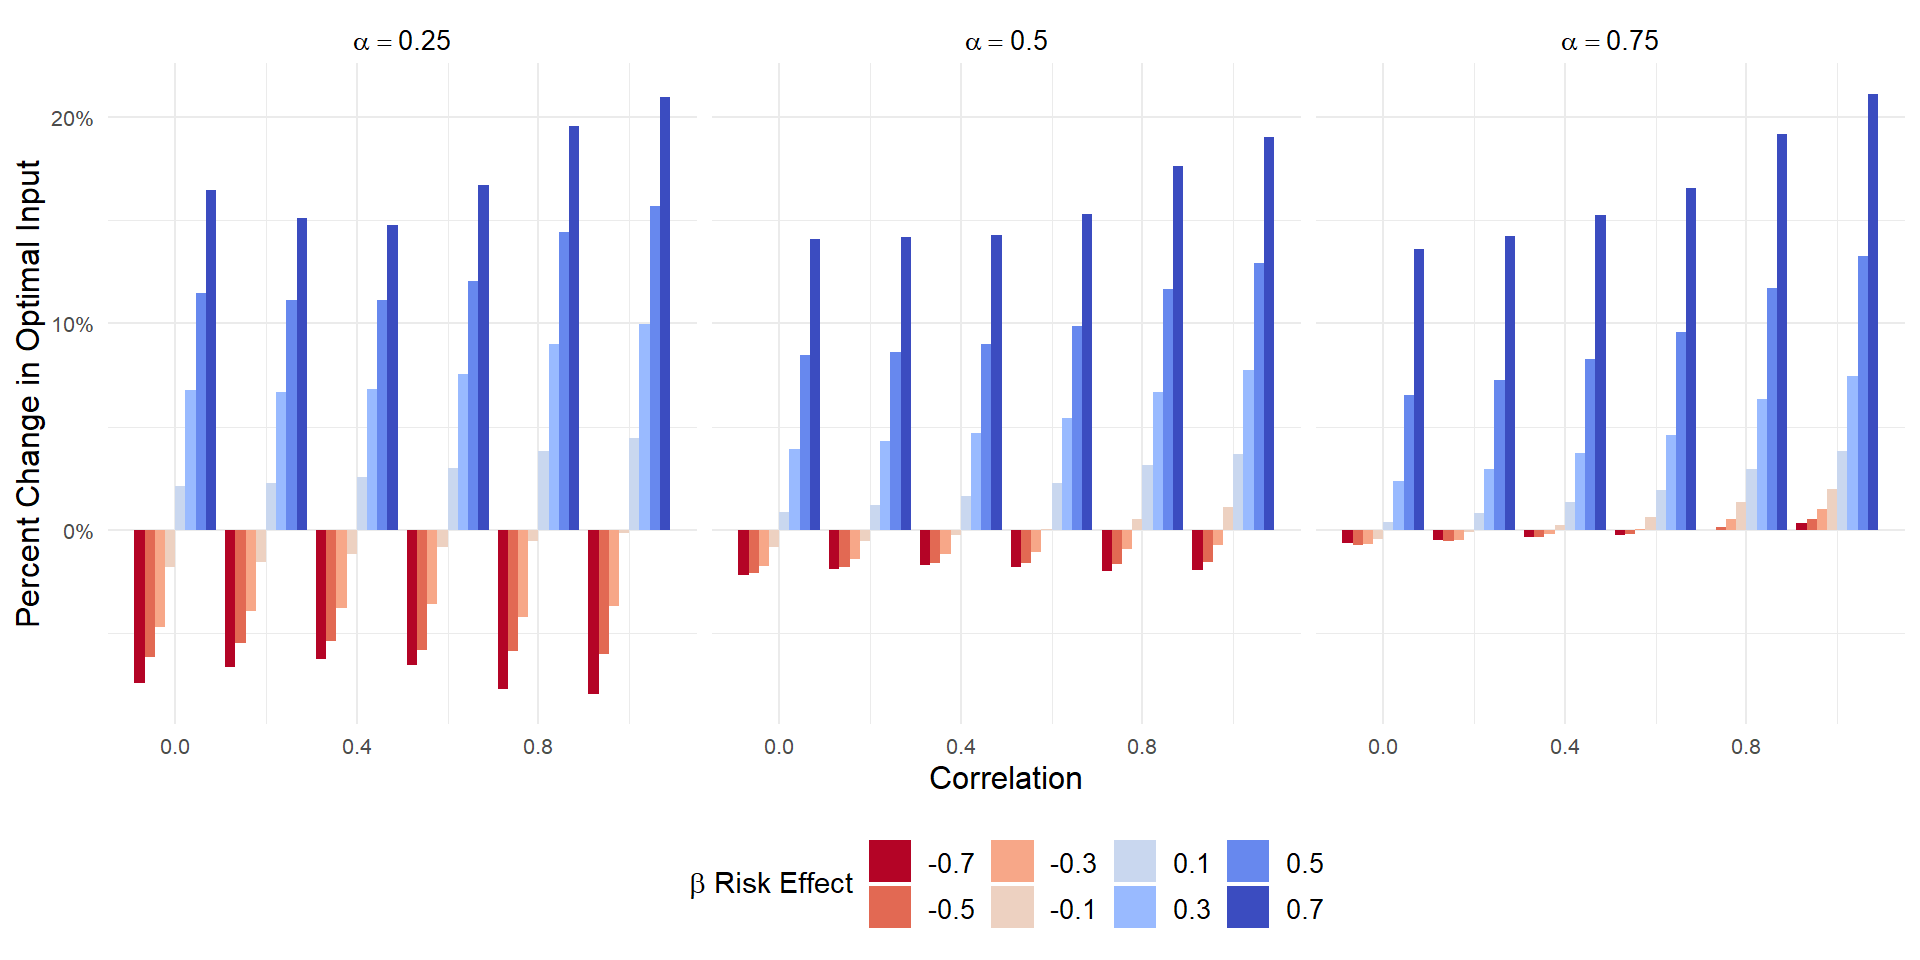 α = 0.25 α = 0.5 α = 0.75
Percent Change in Optimal Input
20%
10%
0%
0.0 0.4 0.8 0.0 0.4 0.8 0.0 0.4 0.8
Correlation
β Risk Effect
-0.7 -0.3 0.1 0.5
-0.5 -0.1 0.3 0.7